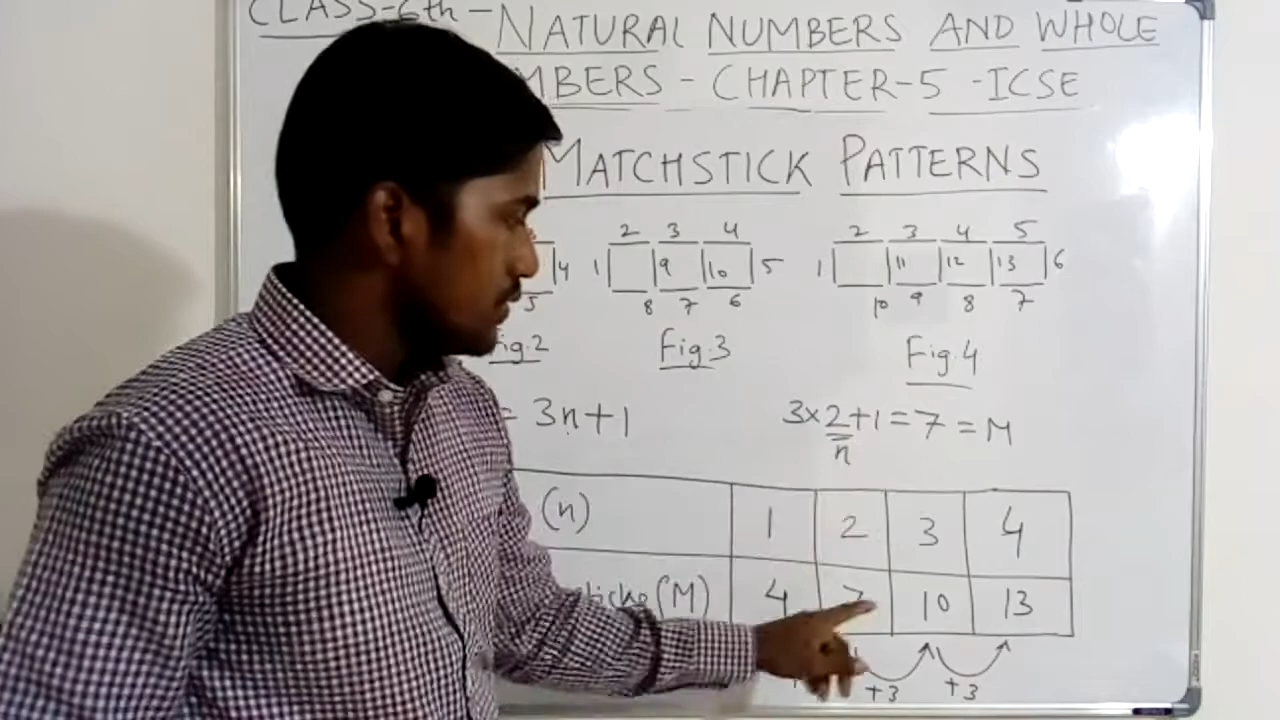 CLASS-6th - NATURAL NUMBERS AND WHOLE
MBERS - CHAPTER-5 - ICSE
MATCHSTICK PATTERNS
2 3 4 2 3 4 5
4 1 9 10 5 1 11 12 13 6
5 8 7 6 10 9 8 7
Fig.2 Fig.3 Fig.4
= 3n+1 3×2+1=7=M
n
(n) 1 2 3 4
(M) 4 7 10 13
+3 +3